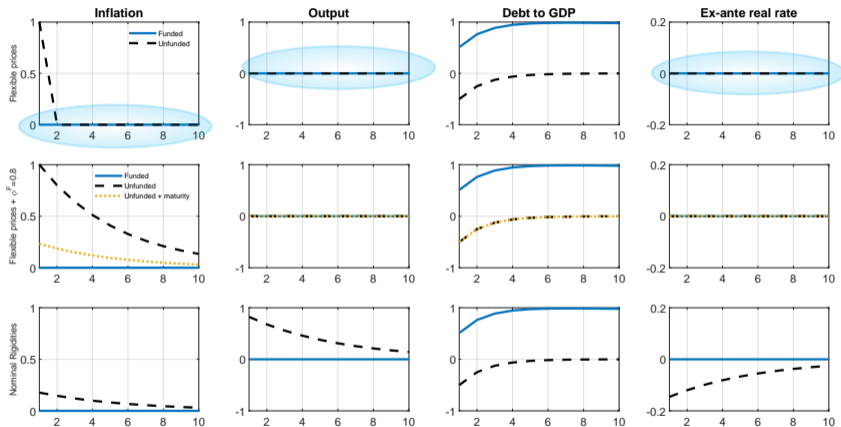 Inflation
Output
Debt to GDP
Ex-ante real rate
Flexible prices
1
0.5
0
2 4 6 8 10
Funded
Unfunded
1
0
-1
2 4 6 8 10
1
0
-1
2 4 6 8 10
0.2
0
-0.2
2 4 6 8 10
Flexible prices + ϕ^F=0.8
1
0.5
0
2 4 6 8 10
Funded
Unfunded
Unfunded + maturity
1
0
-1
2 4 6 8 10
1
0
-1
2 4 6 8 10
0.2
0
-0.2
2 4 6 8 10
Nominal Rigidities
1
0.5
0
2 4 6 8 10
1
0
-1
2 4 6 8 10
1
0
-1
2 4 6 8 10
0.2
0
-0.2
2 4 6 8 10